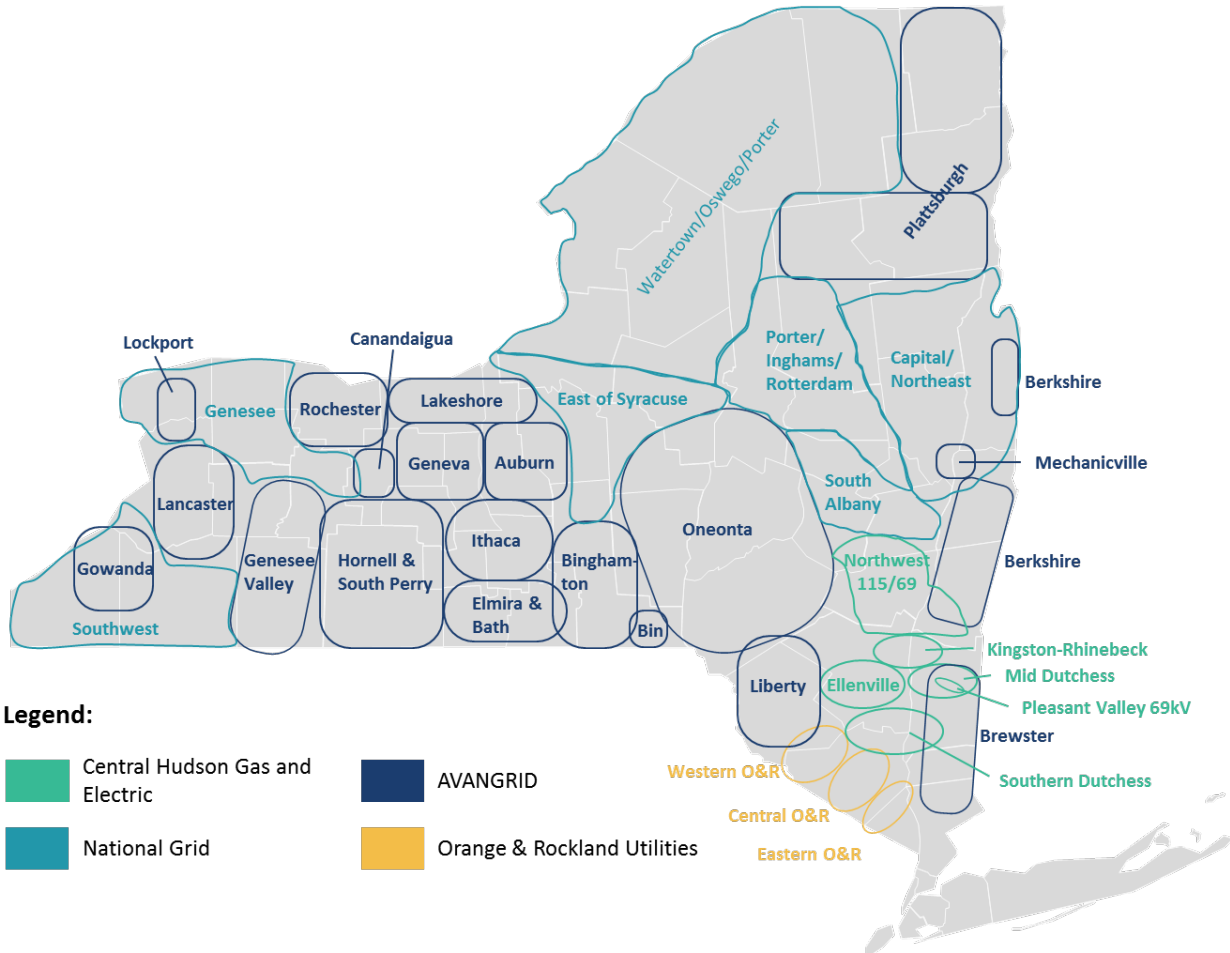 Watertown/Oswego/Porter
Plattsburgh
Lockport
Canandaigua
Porter/
Inghams/
Rotterdam
Capital/
Northeast
Berkshire
Genesee
Rochester
Lakeshore
East of Syracuse
Geneva
Auburn
Mechanicville
Lancaster
South
Albany
Oneonta
Ithaca
Gowanda
Genesee
Valley
Hornell &
South Perry
Bingham-
ton
Northwest
115/69
Berkshire
Elmira &
Bath
Southwest
Bin
Kingston-Rhinebeck
Mid Dutchess
Liberty
Ellenville
Pleasant Valley 69kV
Brewster
Western O&R
Southern Dutchess
Central O&R
Eastern O&R
Legend:
Central Hudson Gas and
Electric
AVANGRID
National Grid
Orange & Rockland Utilities